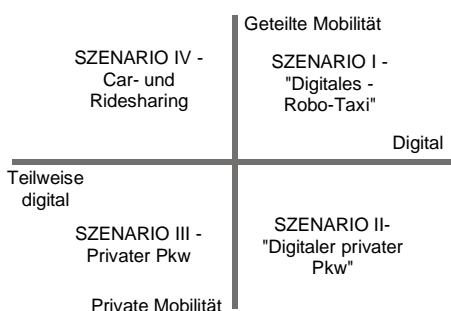 Geteilte Mobilität
SZENARIO IV -
Car- und
Ridesharing
SZENARIO I -
"Digitales -
Robo-Taxi"
Digital
Teilweise
digital
SZENARIO III -
Privater Pkw
SZENARIO II-
"Digitaler privater
Pkw"
Private Mobilität